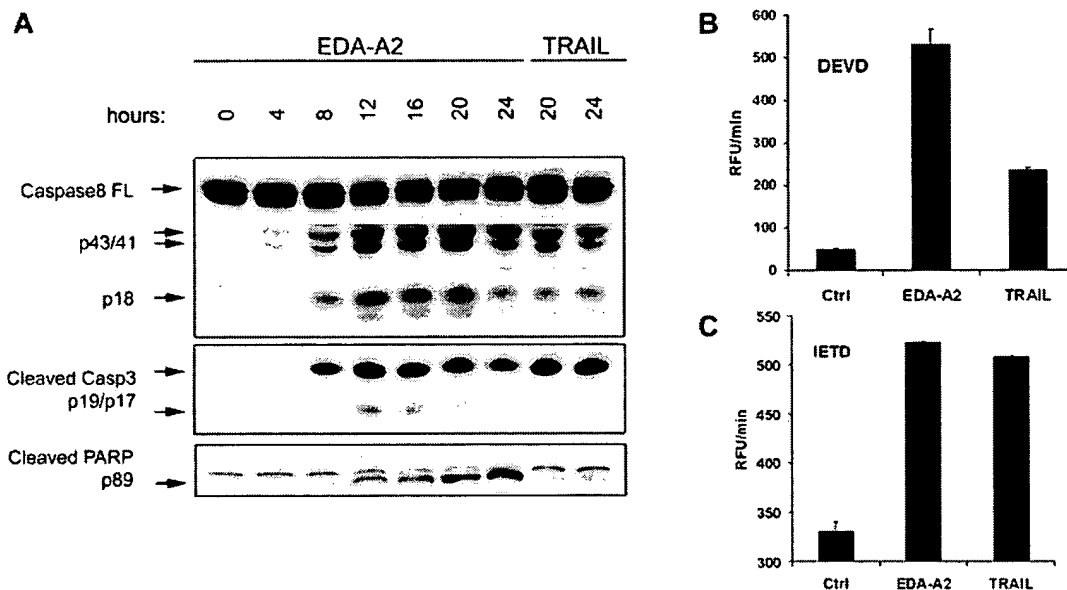 A
EDA-A2 TRAIL
hours: 0 4 8 12 16 20 24 20 24
Caspase8 FL
p43/41
p18
Cleaved Casp3
p19/p17
Cleaved PARP
p89
B
DEVD
RFU/min
600
500
400
300
200
100
0
Ctrl EDA-A2 TRAIL
C
IETD
RFU/min
550
500
450
400
350
300
Ctrl EDA-A2 TRAIL